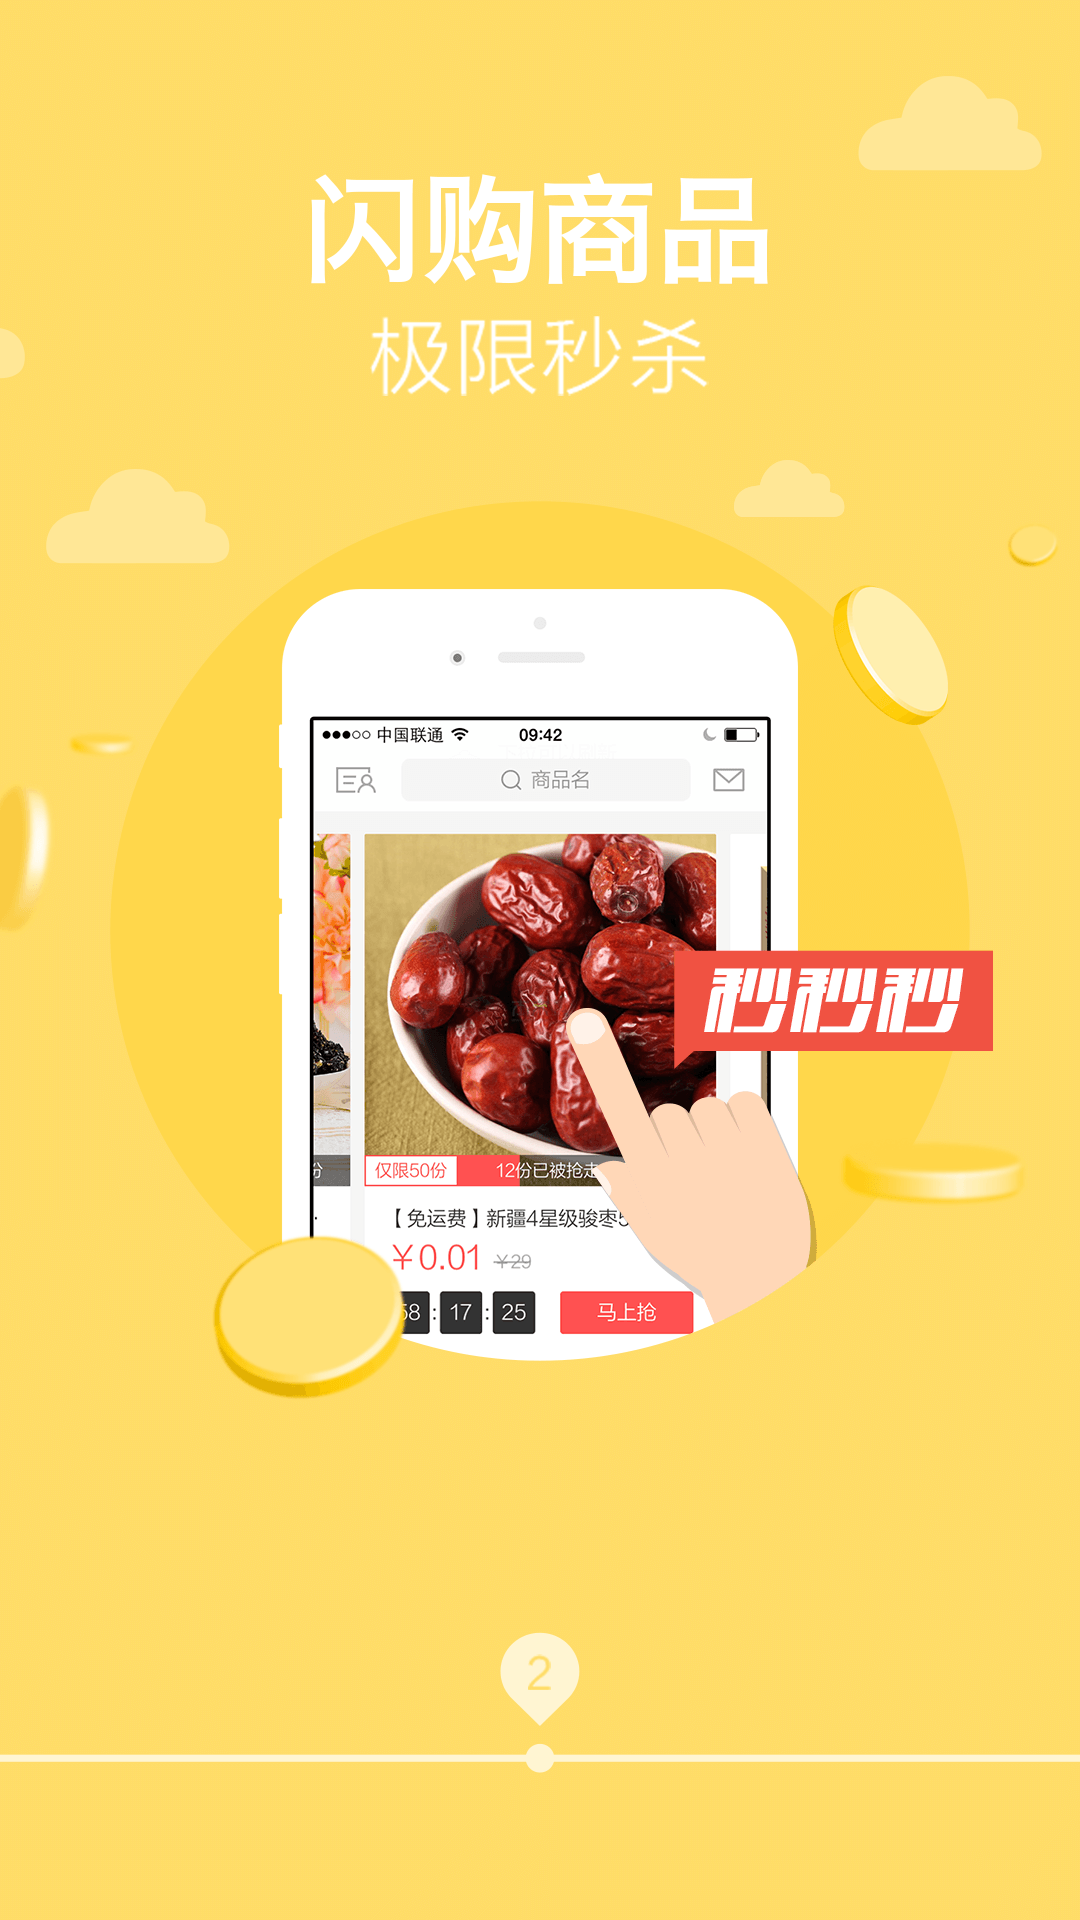 闪购商品
极限秒杀
中国联通
09:42
商品名
秒秒秒
份
仅限50份
12份已被抢走
【免运费】新疆4星级骏枣5
¥0.01 ¥29
58:17:25
马上抢
2